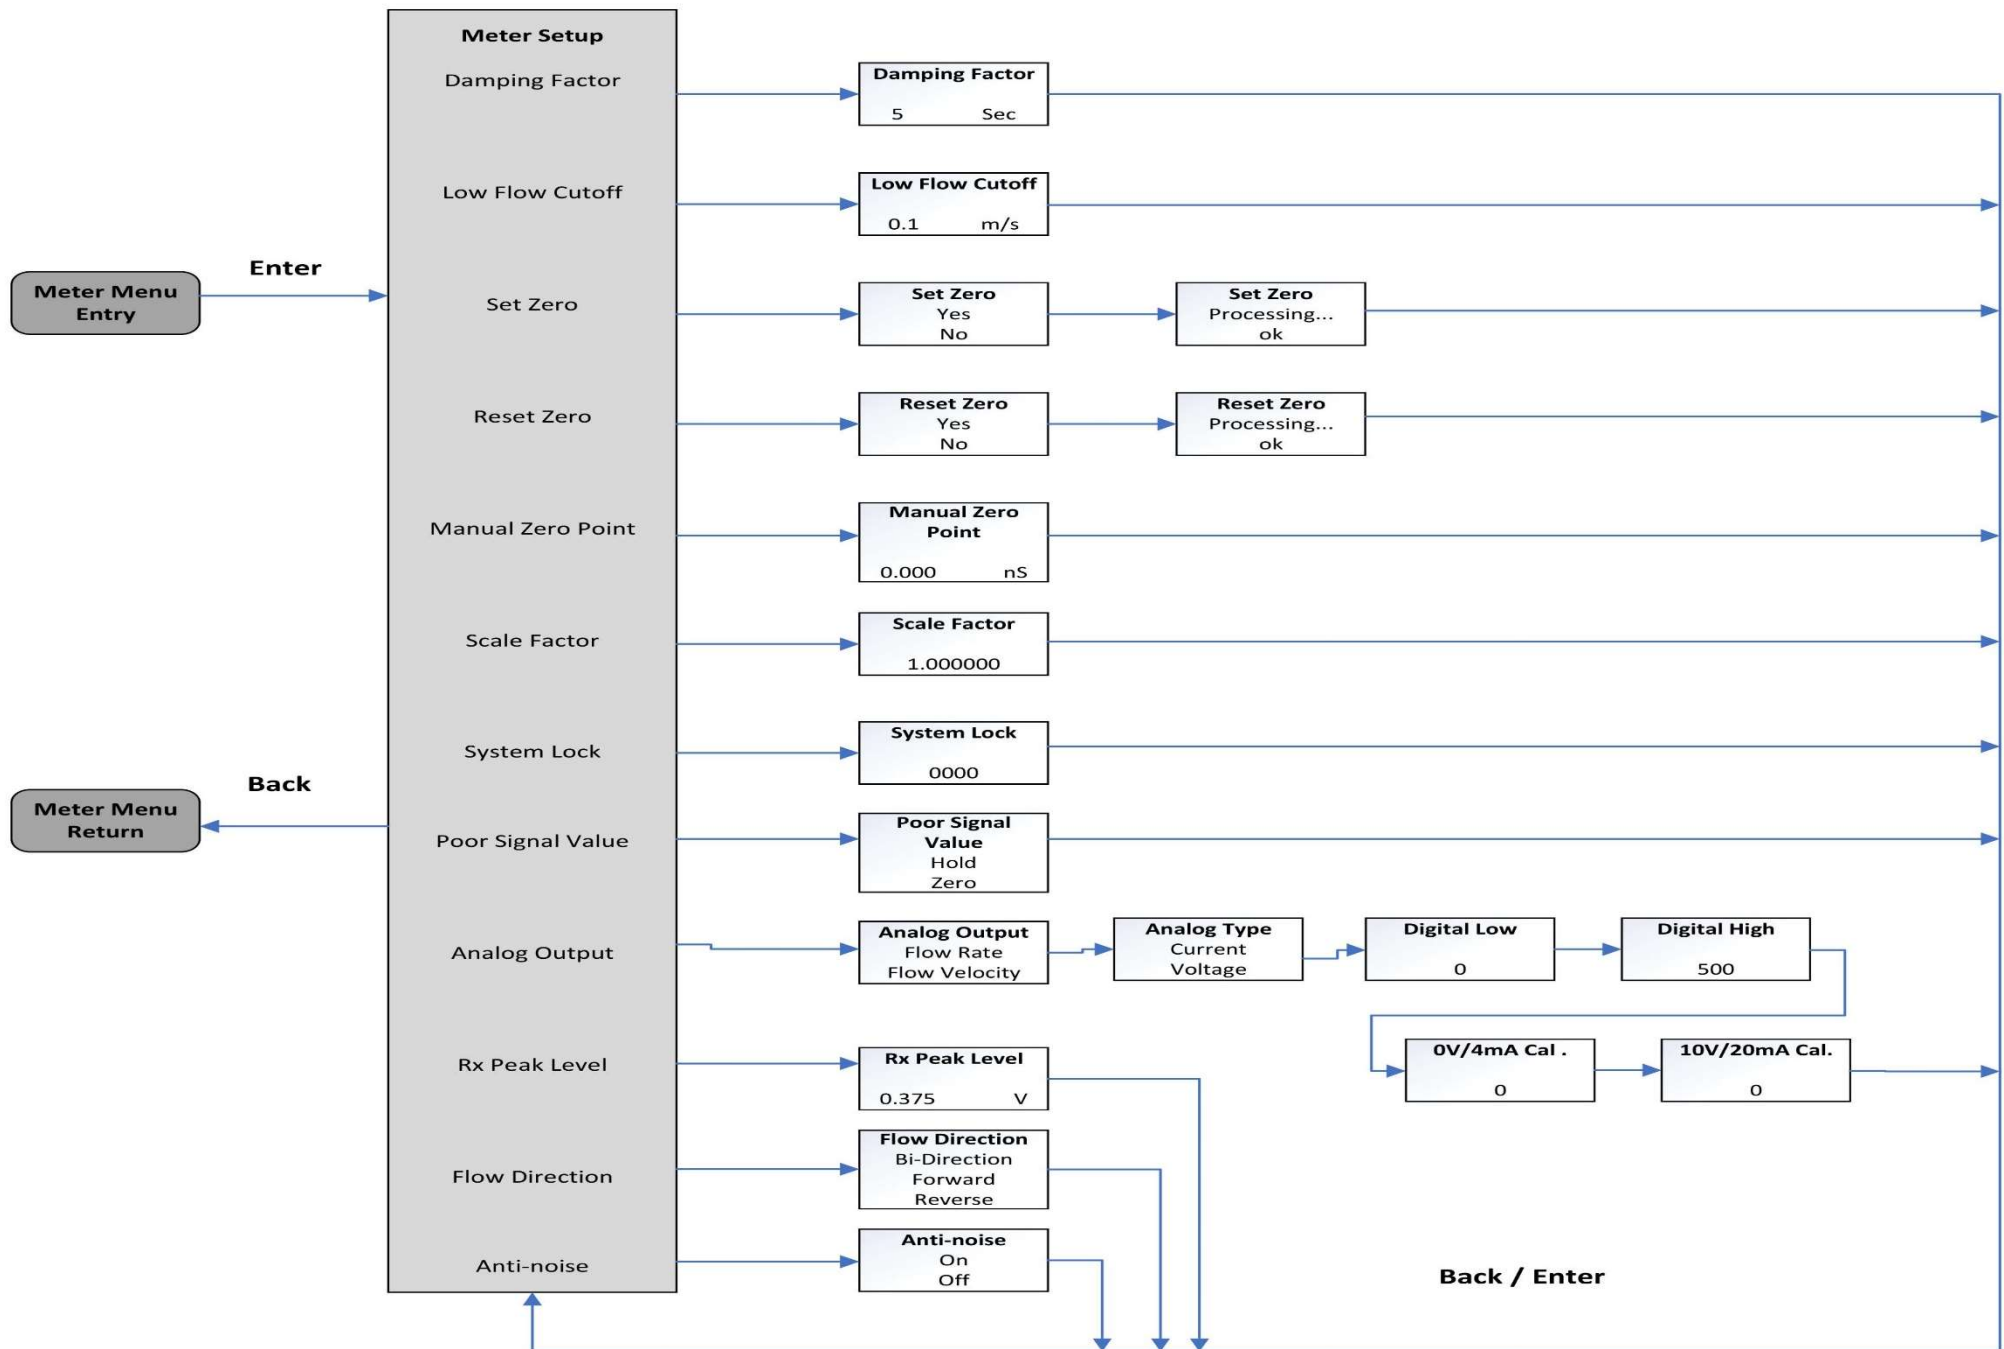 Meter Setup
Damping Factor
Damping Factor
5 Sec
Low Flow Cutoff
Low Flow Cutoff
0.1 m/s
Enter
Meter Menu
Entry
Set Zero
Set Zero
Yes
No
Set Zero
Processing...
ok
Reset Zero
Reset Zero
Yes
No
Reset Zero
Processing...
ok
Manual Zero Point
Manual Zero
Point
0.000 nS
Scale Factor
Scale Factor
1.000000
System Lock
System Lock
0000
Back
Meter Menu
Return
Poor Signal Value
Poor Signal
Value
Hold
Zero
Analog Output
Analog Output
Flow Rate
Flow Velocity
Analog Type
Current
Voltage
Digital Low
0
Digital High
500
0V/4mA Cal .
0
10V/20mA Cal.
0
Rx Peak Level
Rx Peak Level
0.375 V
Flow Direction
Flow Direction
Bi-Direction
Forward
Reverse
Anti-noise
Anti-noise
On
Off
Back / Enter